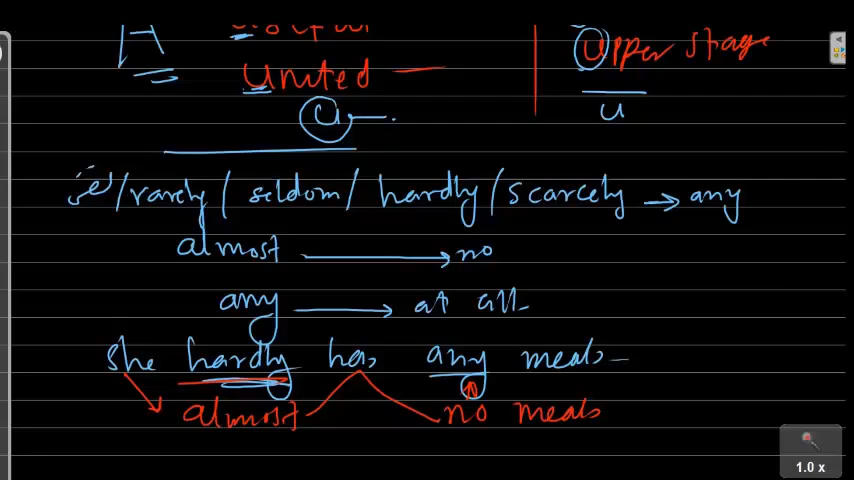 United
Upper stage
u
u
نفي/rarely/ seldom/ hardly/ scarcely → any
almost → no
any → at all
she hardly has any meals
almost no meals
1.0 x